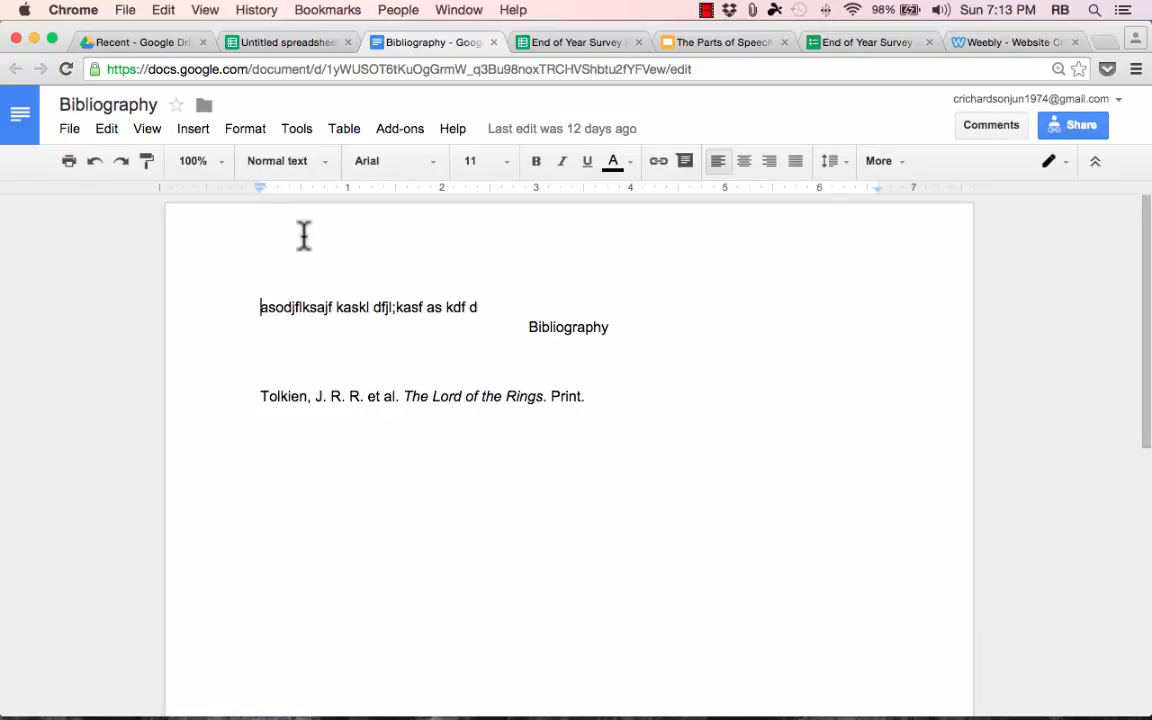 Chrome File Edit View History Bookmarks People Window Help 98% Sun 7:13 PM RB
Recent - Google Dri Untitled spreadshee Bibliography - Goog End of Year Survey The Parts of Speech End of Year Survey Weebly - Website Cr
https://docs.google.com/document/d/1yWUSOT6tKuOgGrmW_q3Bu98noxTRCHVShbtu2fYFVew/edit
Bibliography
crichardsonjun1974@gmail.com
File Edit View Insert Format Tools Table Add-ons Help Last edit was 12 days ago
Comments Share
100% Normal text Arial 11 B I U A More
1 2 3 4 5 6 7
asodjflksajf kaskl dfjl;kasf as kdf d
Bibliography
Tolkien, J. R. R. et al. The Lord of the Rings. Print.